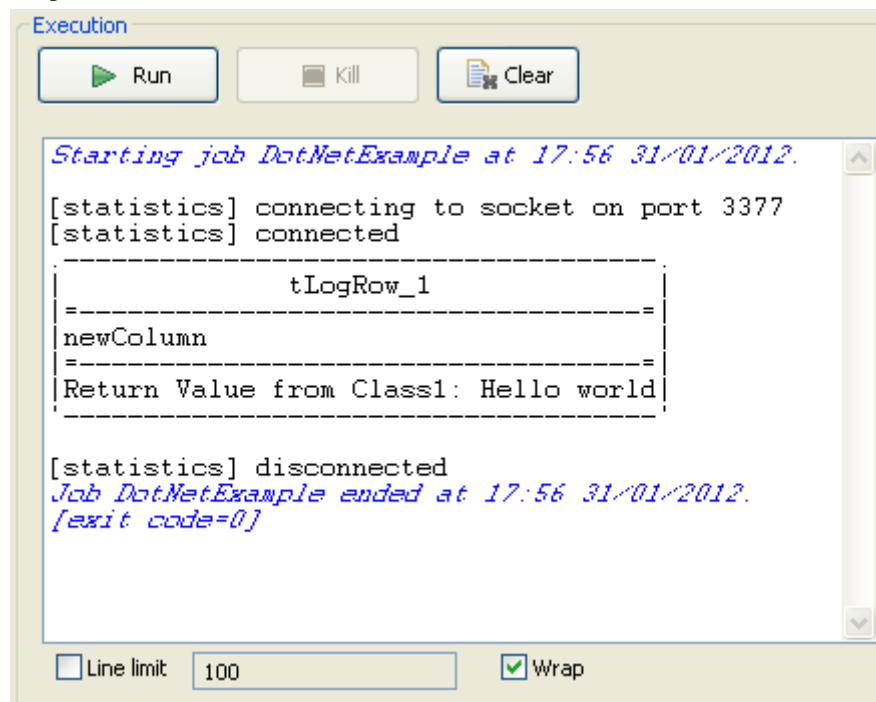 Execution
Run Kill Clear
Starting job DotNetExample at 17:56 31/01/2012.
[statistics] connecting to socket on port 3377
[statistics] connected
.-------------------------------------.
| tLogRow_1 |
|=-----------------------------------=|
|newColumn |
|=-----------------------------------=|
|Return Value from Class1: Hello world|
'-------------------------------------'
[statistics] disconnected
Job DotNetExample ended at 17:56 31/01/2012.
[exit code=0]
Line limit 100 Wrap